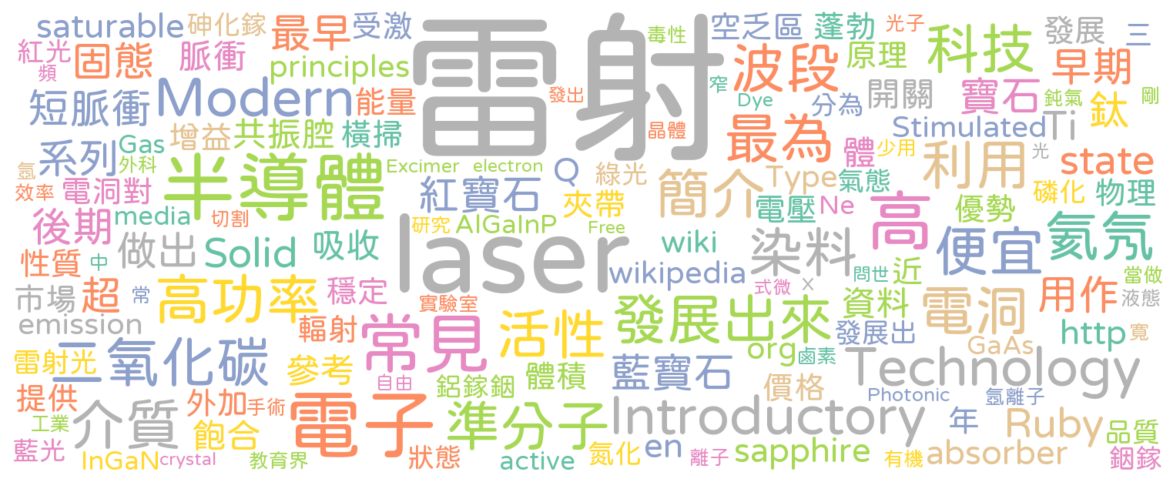 saturable 砷化鎵 最早 受激 雷射 毒性 空乏區 蓬勃 光子 科技 發展 三
紅光 固態 脈衝 波段 原理 早期
頻 principles 窄 寶石 鈍氣 剛
短脈衝 Modern 能量 發出 Dye 分為 開關 鈦
增益 共振腔 橫掃 晶體 最為 Stimulated Ti
系列 Gas 半導體 Excimer electron Q 綠光 體 少用 利用 光 state
氬 外科 紅寶石 夾帶 簡介 Type 氣態 磷化 物理
效率 電洞對 電壓 Ne 高 優勢
後期 media 切割 laser 研究 AlGaInP Free 當做
做出 Solid 吸收 wiki 染料 便宜 氦氖
性質 中 wikipedia 問世 近
市場 超 常 高功率 穩定 實驗室 式微 X 資料 電洞 用作 液態
emission 輻射 常見 活性 發展出來 發展出 http 寬
雷射光 二氧化碳 參考 org 鹵素 GaAs
提供 自由 鋁鎵銦 體積 藍寶石 價格 Technology
工業 介質 外加 手術 電子 準分子 Introductory Photonic 氬離子
飽合 年 Ruby 品質
藍光 InGaN crystal 教育界 狀態 active 氮化 en 離子 sapphire 有機 absorber 銦鎵